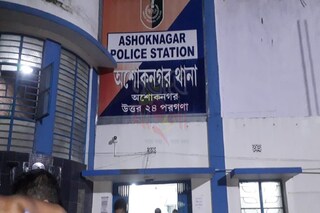 ASHOKNAGAR
POLICE STATION
অশোকনগর থানা
অশোকনগর
উত্তর ২৪ পরগণা